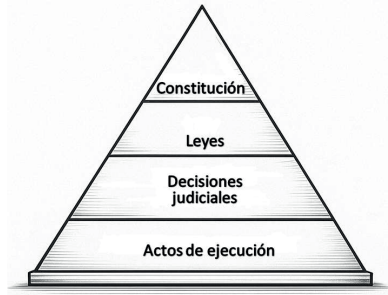 Constitución
Leyes
Decisiones
judiciales
Actos de ejecución